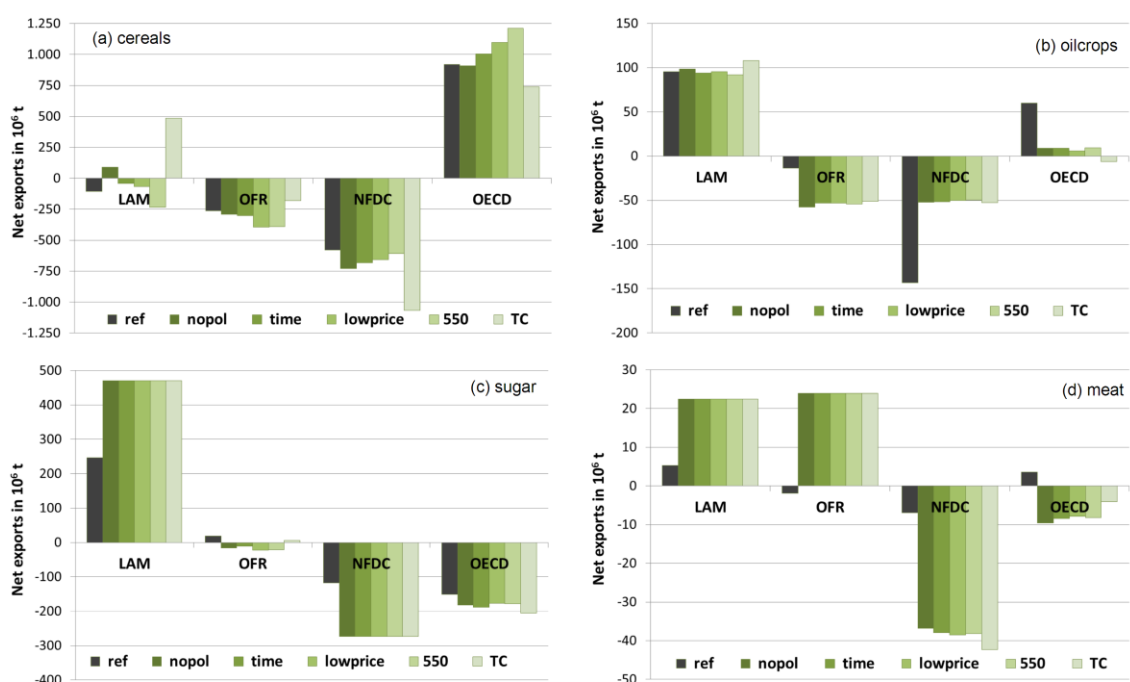 (a) cereals
Net exports in 10⁶ t
1.250
1.000
750
500
250
0
-250
-500
-750
-1.000
-1.250
LAM OFR NFDC OECD
ref nopol time lowprice 550 TC
(b) oilcrops
Net exports in 10⁶ t
150
100
50
0
-50
-100
-150
-200
LAM OFR NFDC OECD
ref nopol time lowprice 550 TC
(c) sugar
Net exports in 10⁶ t
500
400
300
200
100
0
-100
-200
-300
-400
LAM OFR NFDC OECD
ref nopol time lowprice 550 TC
(d) meat
Net exports in 10⁶ t
30
20
10
0
-10
-20
-30
-40
-50
LAM OFR NFDC OECD
ref nopol time lowprice 550 TC